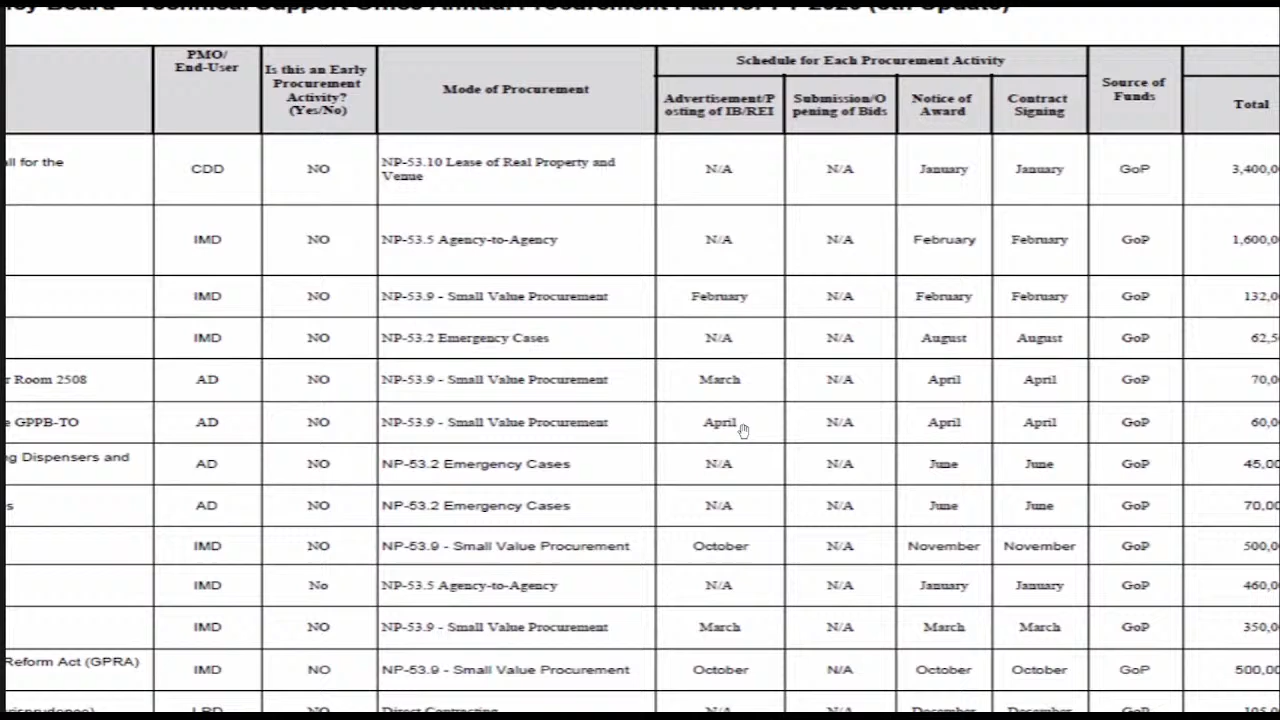 Board - Technical Support Office Annual Procurement Plan for FY 2020 Update)
PMO/
End-User
Is this an Early
Procurement
Activity?
(Yes/No)
Mode of Procurement
Schedule for Each Procurement Activity
Advertisement/P
osting of IB/REI
Submission/O
pening of Bids
Notice of
Award
Contract
Signing
Source of
Funds
Total
all for the
CDD NO NP-53.10 Lease of Real Property and
Venue
N/A N/A January January GoP 3,400,0
IMD NO NP-53.5 Agency-to-Agency N/A N/A February February GoP 1,600,0
IMD NO NP-53.9 - Small Value Procurement February N/A February February GoP 132,0
IMD NO NP-53.2 Emergency Cases N/A N/A August August GoP 62,5
r Room 2508 AD NO NP-53.9 - Small Value Procurement March N/A April April GoP 70,0
e GPPB-TO AD NO NP-53.9 - Small Value Procurement April N/A April April GoP 60,0
ng Dispensers and
AD NO NP-53.2 Emergency Cases N/A N/A June June GoP 45,00
s AD NO NP-53.2 Emergency Cases N/A N/A June June GoP 70,00
IMD NO NP-53.9 - Small Value Procurement October N/A November November GoP 500,0
IMD No NP-53.5 Agency-to-Agency N/A N/A January January GoP 460,0
IMD NO NP-53.9 - Small Value Procurement March N/A March March GoP 350,0
Reform Act (GPRA)
IMD NO NP-53.9 - Small Value Procurement October N/A October October GoP 500,00
NO Direct Contracting N/A N/A December December GoP